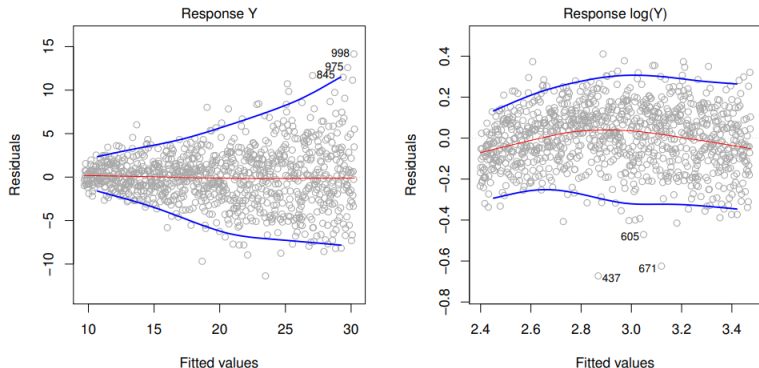 Response Y
998
975
845
15
10
5
0
−5
−10
Residuals
10 15 20 25 30
Fitted values
Response log(Y)
0.4
0.2
0.0
−0.2
−0.4
−0.6
−0.8
605
671
437
Residuals
2.4 2.6 2.8 3.0 3.2 3.4
Fitted values